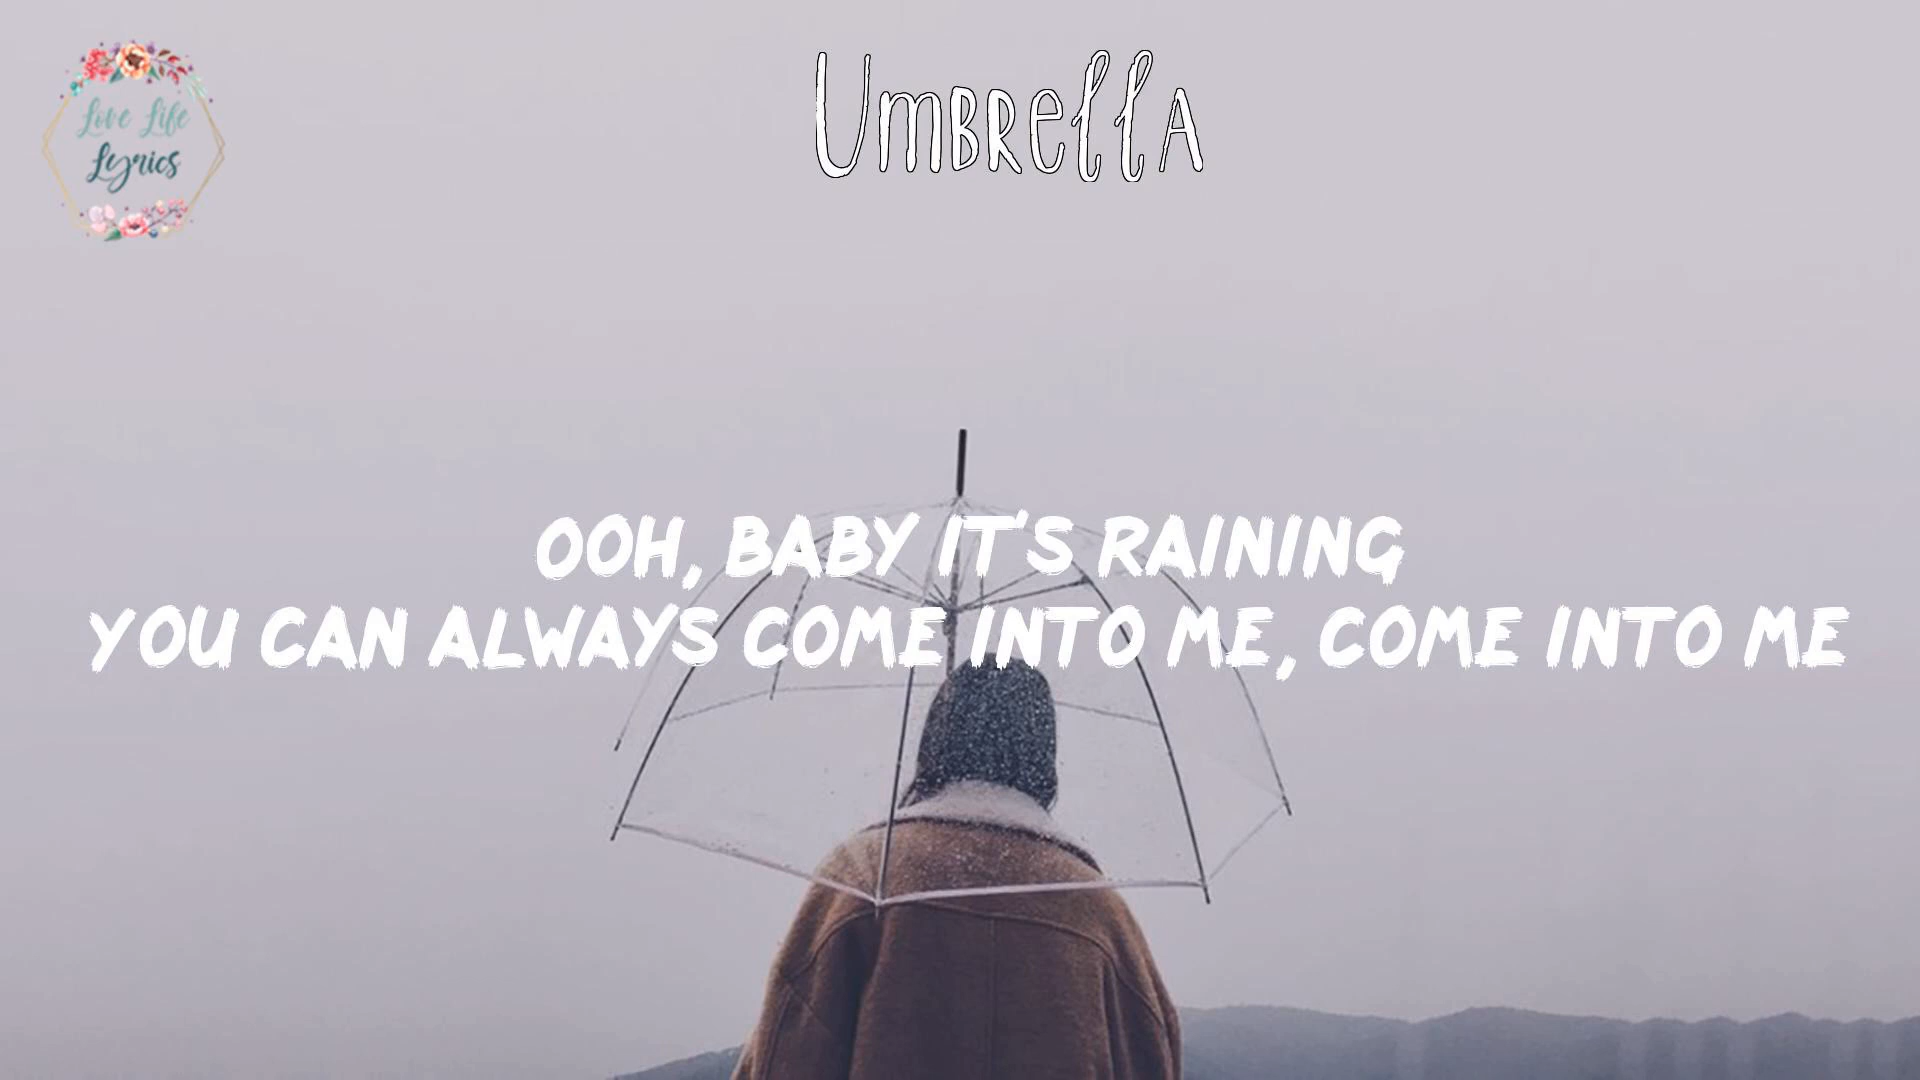 Love Life
Lyrics
Umbrella
OOH, BABY IT'S RAINING
YOU CAN ALWAYS COME INTO ME, COME INTO ME